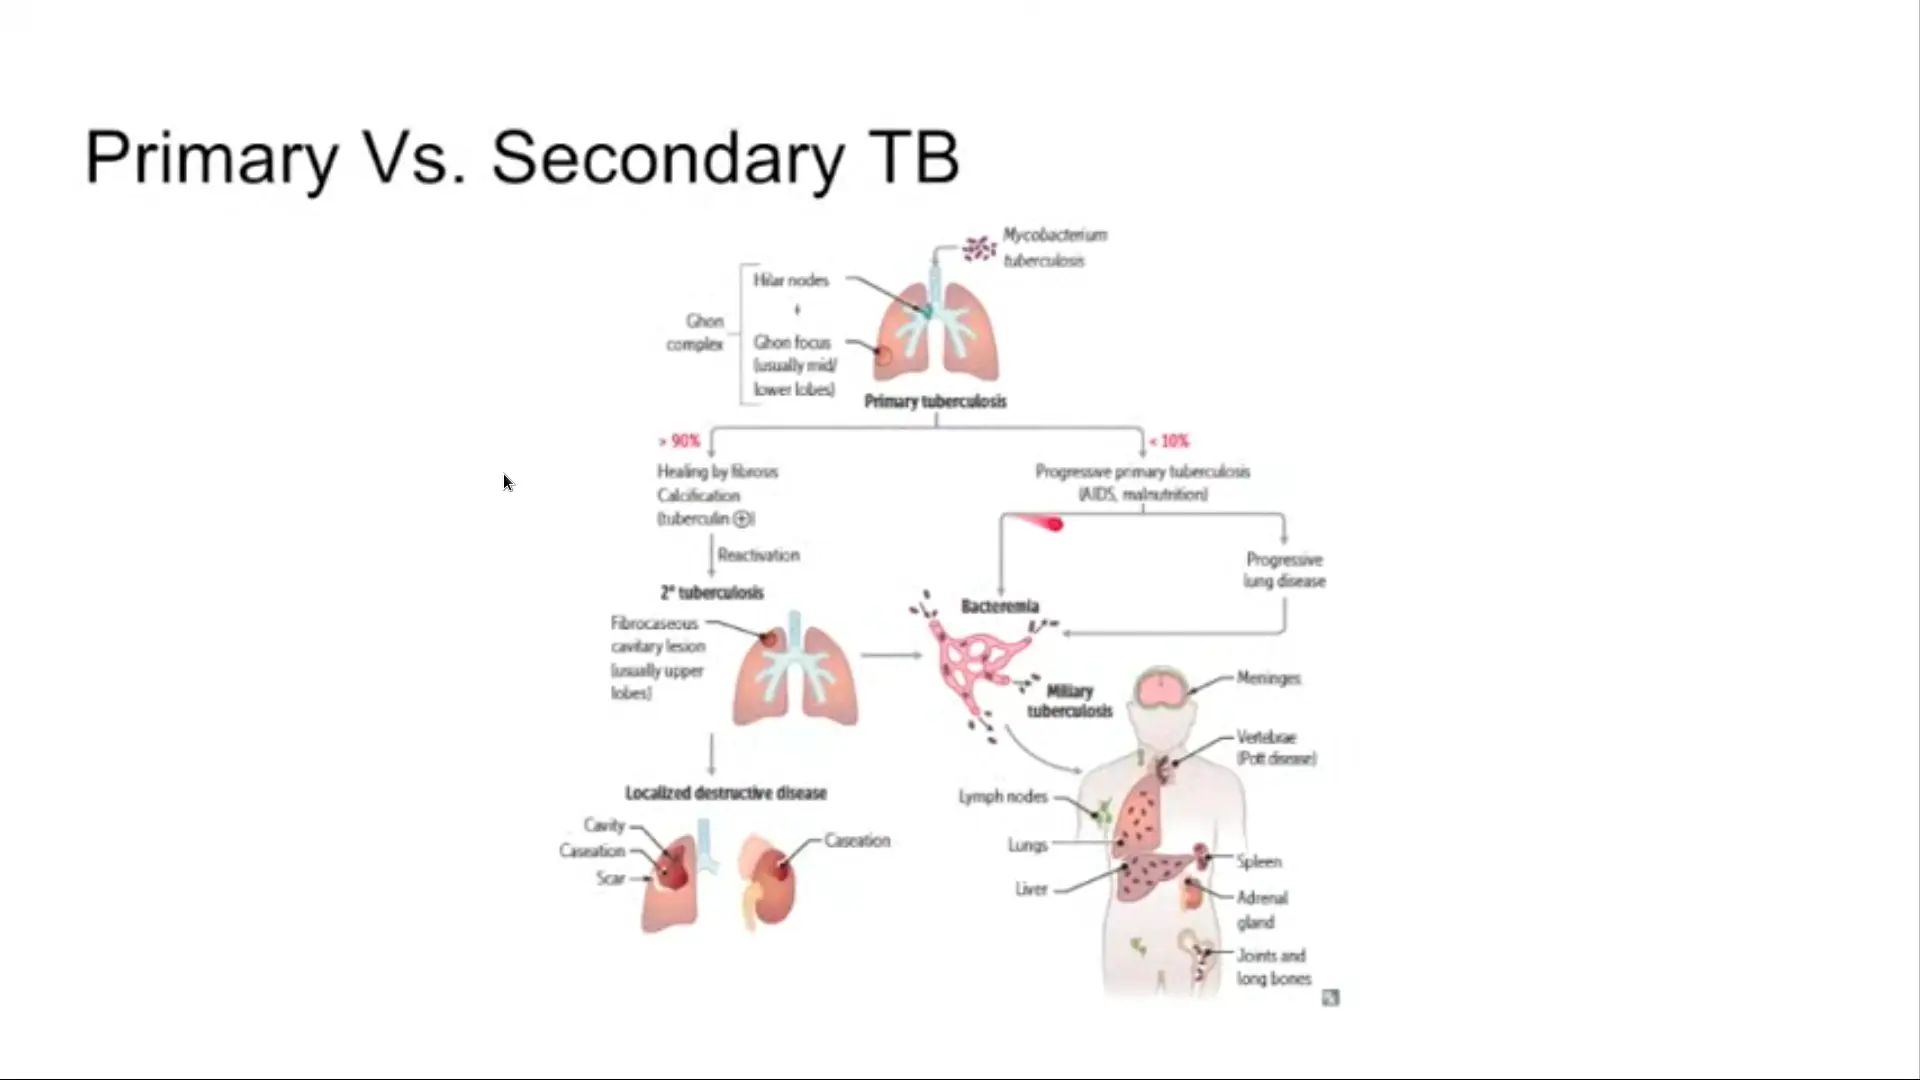 Primary Vs. Secondary TB
Mycobacterium
tuberculosis
Hilar nodes
+
Ghon
complex
Ghon focus
(usually mid/
lower lobes)
Primary tuberculosis
> 90%
< 10%
Healing by fibrosis
Calcification
(tuberculin ⊕)
Progressive primary tuberculosis
(AIDS, malnutrition)
Reactivation
Progressive
lung disease
2° tuberculosis
Bacteremia
Fibrocaseous
cavitary lesion
(usually upper
lobes)
Miliary
tuberculosis
Meninges
Vertebrae
(Pott disease)
Localized destructive disease
Lymph nodes
Cavity
Caseation
Scar
Caseation
Lungs
Liver
Spleen
Adrenal
gland
Joints and
long bones